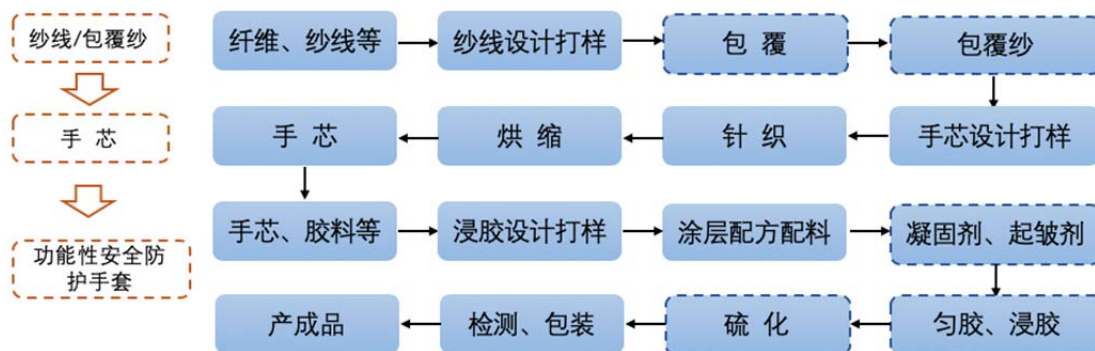 纱线/包覆纱
手 芯
功能性安全防
护手套
纤维、纱线等
纱线设计打样
包 覆
包覆纱
手芯设计打样
针 织
烘 缩
手 芯
手芯、胶料等
浸胶设计打样
涂层配方配料
凝固剂、起皱剂
匀胶、浸胶
硫 化
检测、包装
产成品